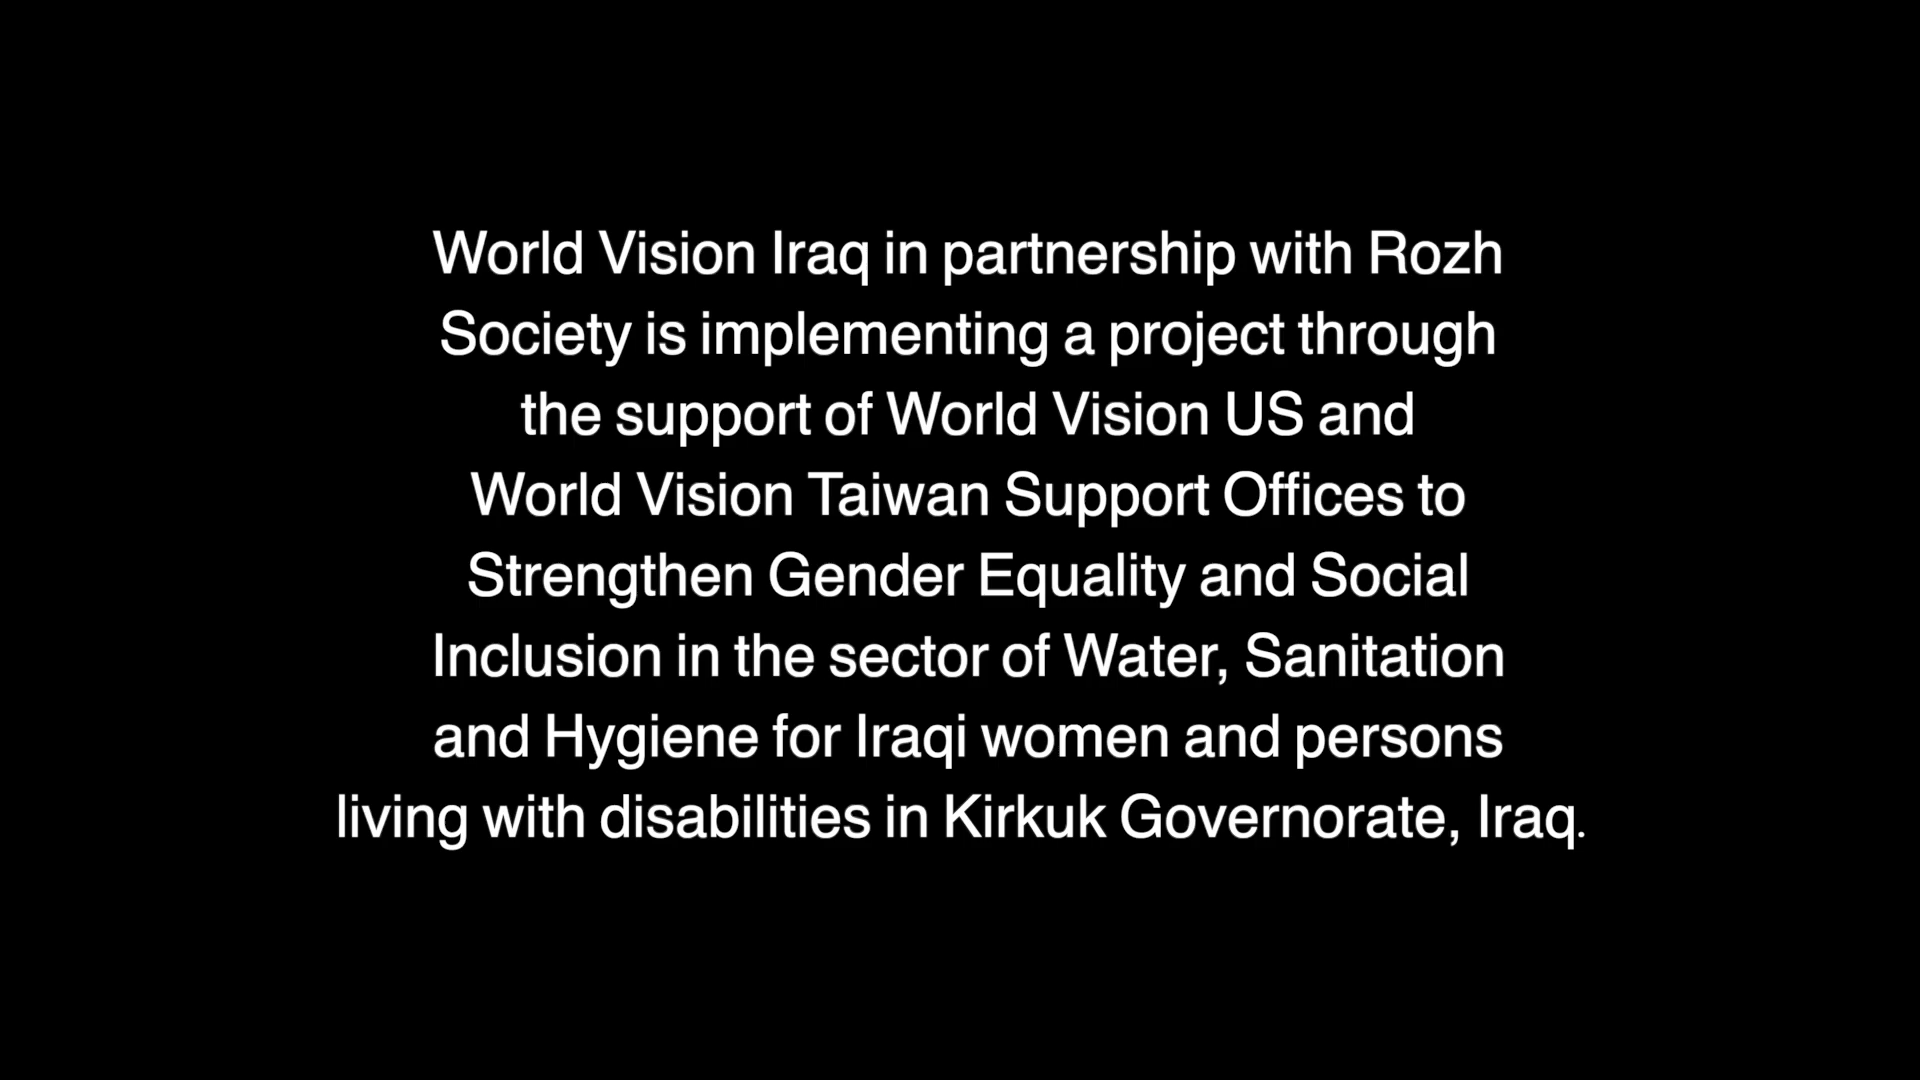 World Vision Iraq in partnership with Rozh
Society is implementing a project through
the support of World Vision US and
World Vision Taiwan Support Offices to
Strengthen Gender Equality and Social
Inclusion in the sector of Water, Sanitation
and Hygiene for Iraqi women and persons
living with disabilities in Kirkuk Governorate, Iraq.